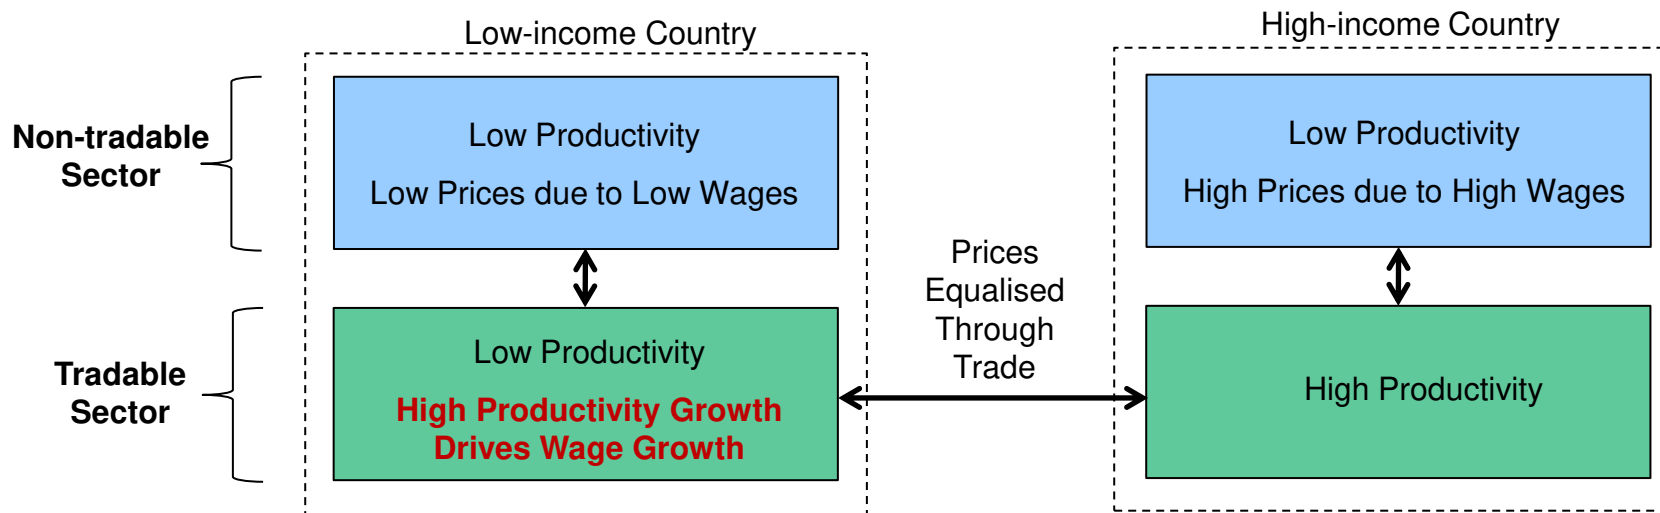 Low-income Country
High-income Country
Non-tradable
Sector
Low Productivity
Low Prices due to Low Wages
Low Productivity
High Prices due to High Wages
Prices
Equalised
Through
Trade
Tradable
Sector
Low Productivity
High Productivity Growth
Drives Wage Growth
High Productivity